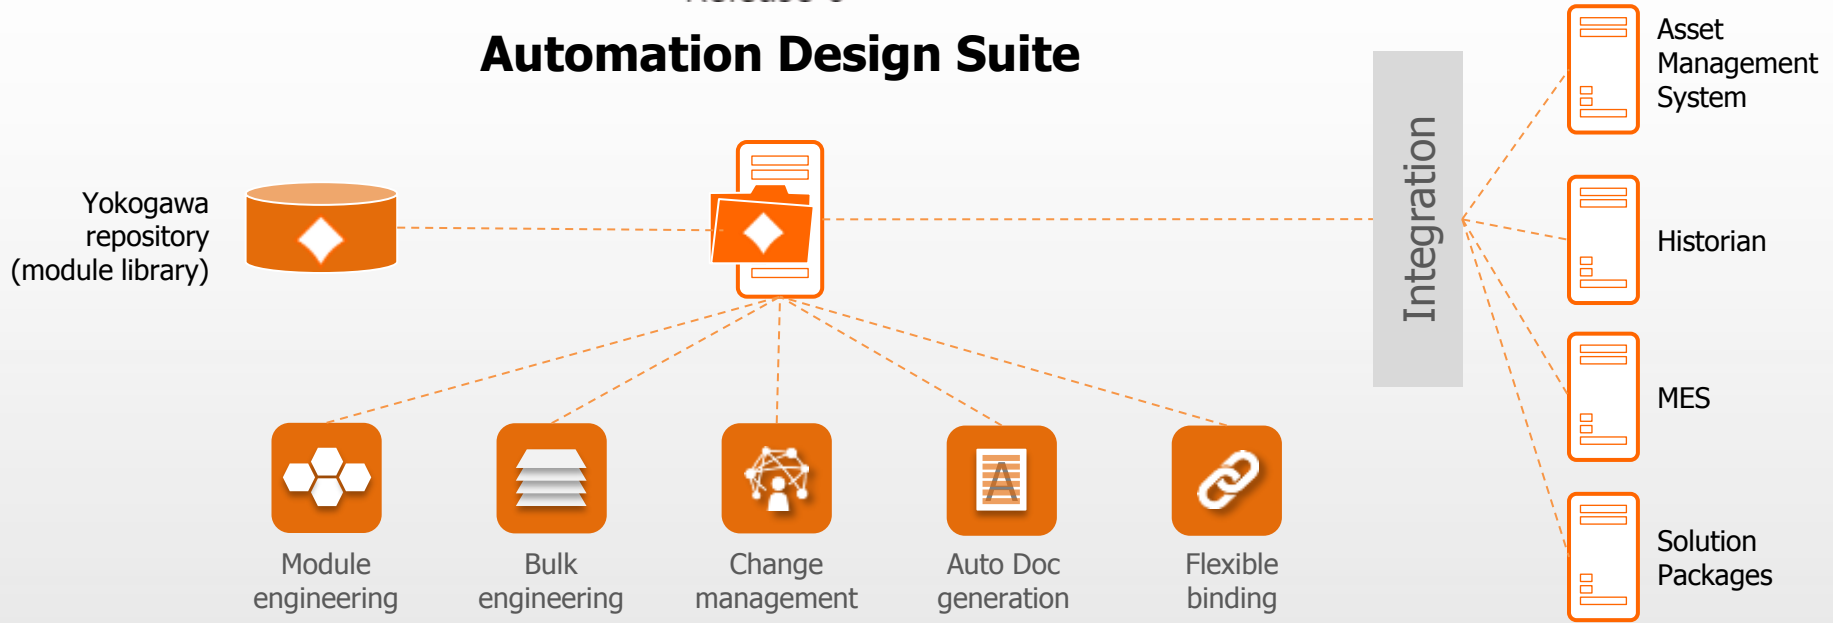 Automation Design Suite
Yokogawa
repository
(module library)
Integration
Asset
Management
System
Historian
MES
Solution
Packages
Module
engineering
Bulk
engineering
Change
management
A
Auto Doc
generation
Flexible
binding